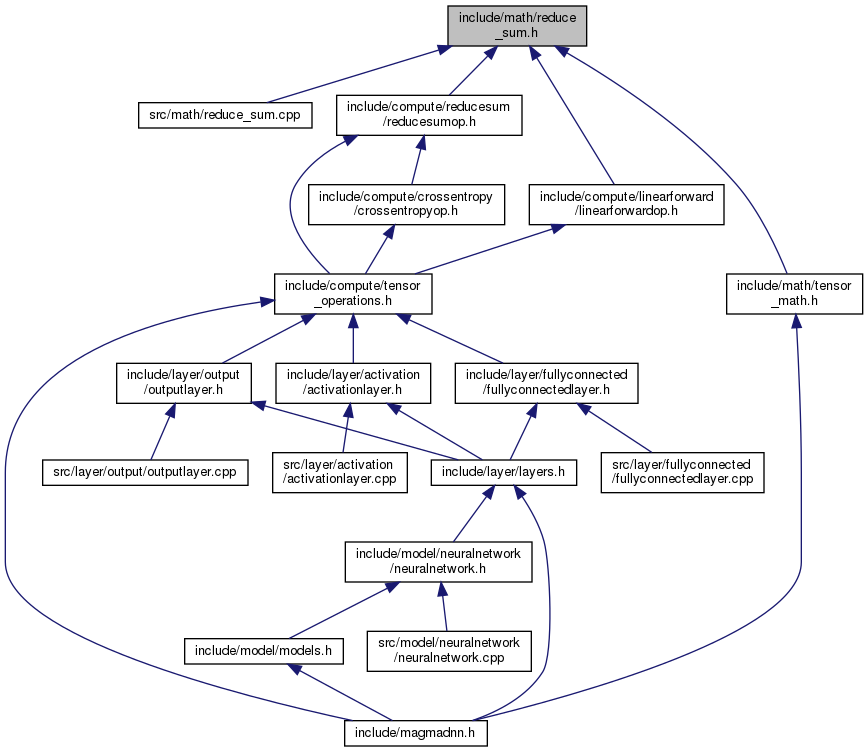 include/math/reduce
_sum.h
src/math/reduce_sum.cpp
include/compute/reducesum
/reducesumop.h
include/compute/crossentropy
/crossentropyop.h
include/compute/linearforward
/linearforwardop.h
include/compute/tensor
_operations.h
include/math/tensor
_math.h
include/layer/output
/outputlayer.h
include/layer/activation
/activationlayer.h
include/layer/fullyconnected
/fullyconnectedlayer.h
src/layer/output/outputlayer.cpp
src/layer/activation
/activationlayer.cpp
include/layer/layers.h
src/layer/fullyconnected
/fullyconnectedlayer.cpp
include/model/neuralnetwork
/neuralnetwork.h
include/model/models.h
src/model/neuralnetwork
/neuralnetwork.cpp
include/magmadnn.h